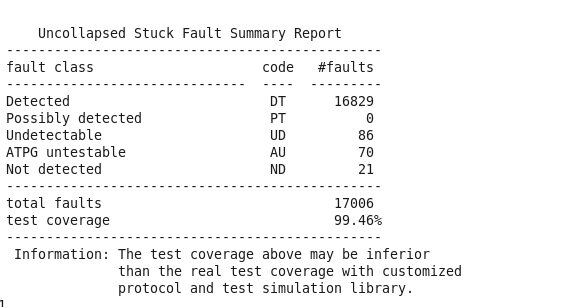 Uncollapsed Stuck Fault Summary Report
-----------------------------------------------
fault class                     code   #faults
------------------------------  ----  ---------
Detected                         DT      16829
Possibly detected                PT          0
Undetectable                     UD         86
ATPG untestable                  AU         70
Not detected                     ND         21
-----------------------------------------------
total faults                             17006
test coverage                            99.46%
-----------------------------------------------
Information: The test coverage above may be inferior
than the real test coverage with customized
protocol and test simulation library.
1